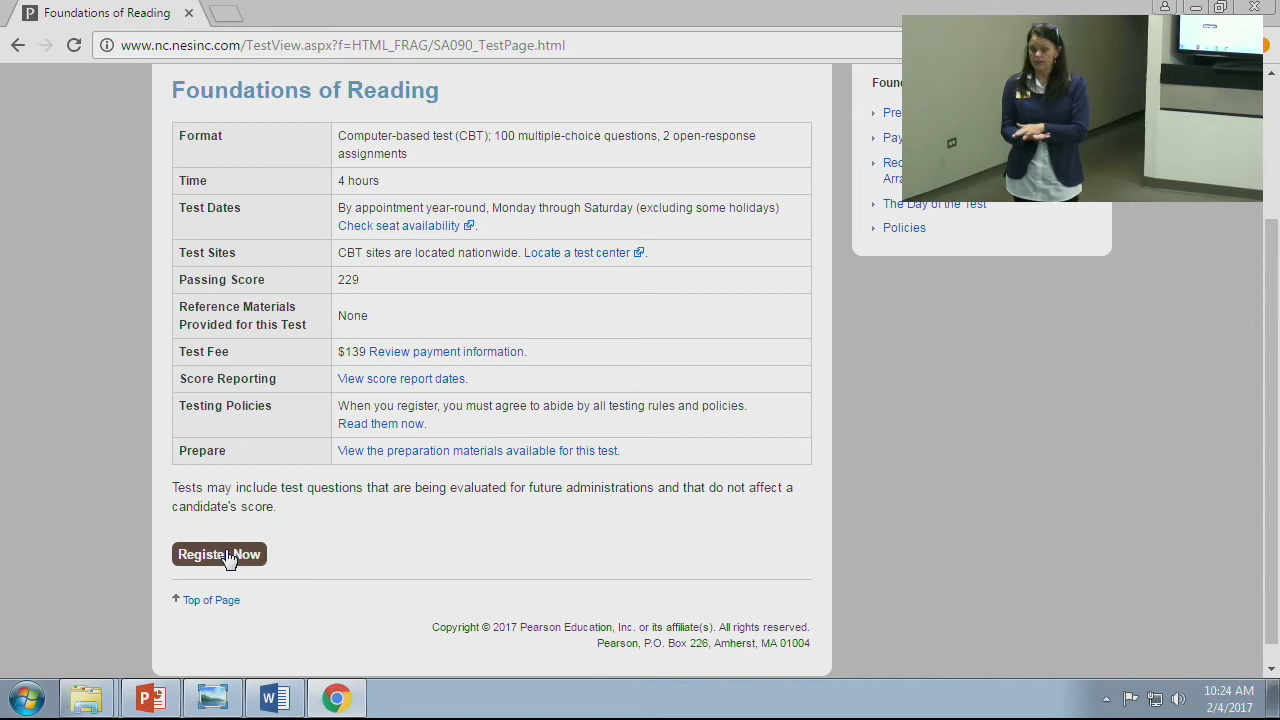 Foundations of Reading
www.nc.nesinc.com/TestView.aspx?f=HTML_FRAG/SA090_TestPage.html
Foundations of Reading
Format
Computer-based test (CBT); 100 multiple-choice questions, 2 open-response
assignments
Time
4 hours
Test Dates
By appointment year-round, Monday through Saturday (excluding some holidays)
Check seat availability .
Test Sites
CBT sites are located nationwide. Locate a test center .
Passing Score
229
Reference Materials
Provided for this Test
None
Test Fee
$139 Review payment information.
Score Reporting
View score report dates.
Testing Policies
When you register, you must agree to abide by all testing rules and policies.
Read them now.
Prepare
View the preparation materials available for this test.
Tests may include test questions that are being evaluated for future administrations and that do not affect a
candidate's score.
Register Now
Top of Page
Copyright © 2017 Pearson Education, Inc. or its affiliate(s). All rights reserved.
Pearson, P.O. Box 226, Amherst, MA 01004
Foun
Pre
Pay
Arra
The Day of the Test
Policies
10:24 AM
2/4/2017